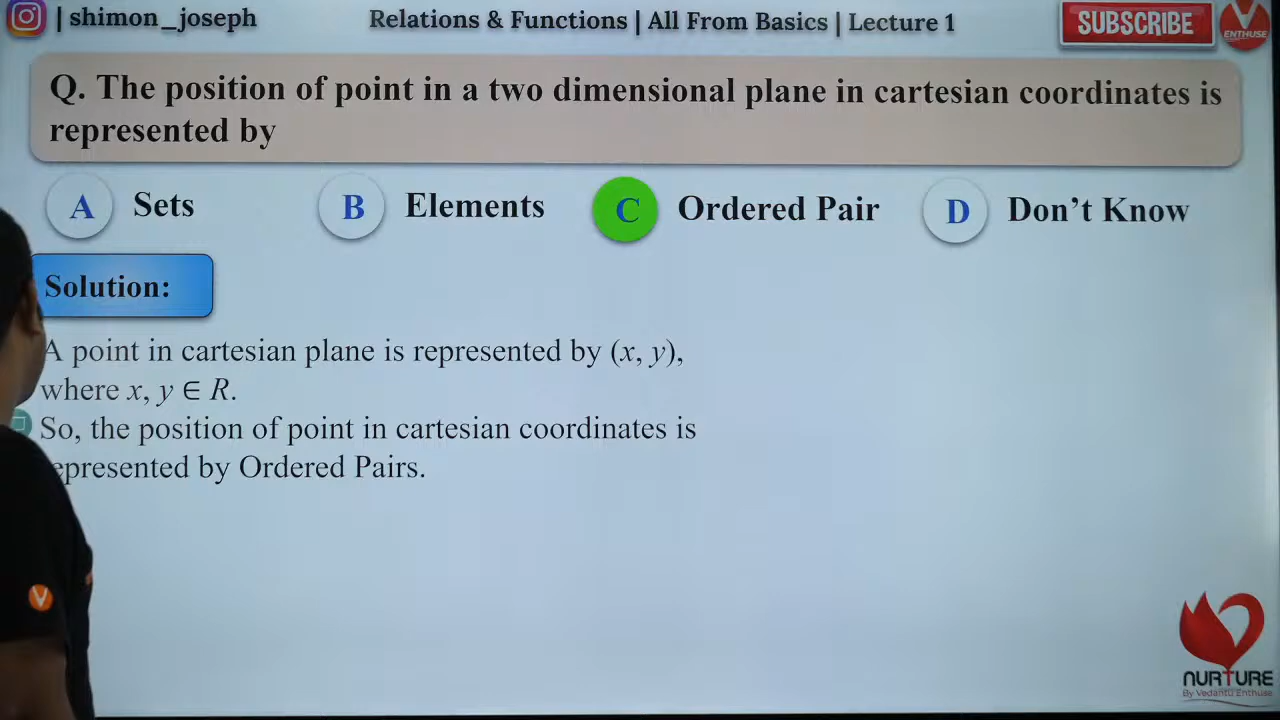 | shimon_joseph
Relations & Functions | All From Basics | Lecture 1
SUBSCRIBE
ENTHUSE
Q. The position of point in a two dimensional plane in cartesian coordinates is
represented by
A Sets
B Elements
C Ordered Pair
D Don’t Know
Solution:
A point in cartesian plane is represented by (x, y),
where x, y ∈ R.
So, the position of point in cartesian coordinates is
epresented by Ordered Pairs.
NURTURE
By Vedantu Enthuse